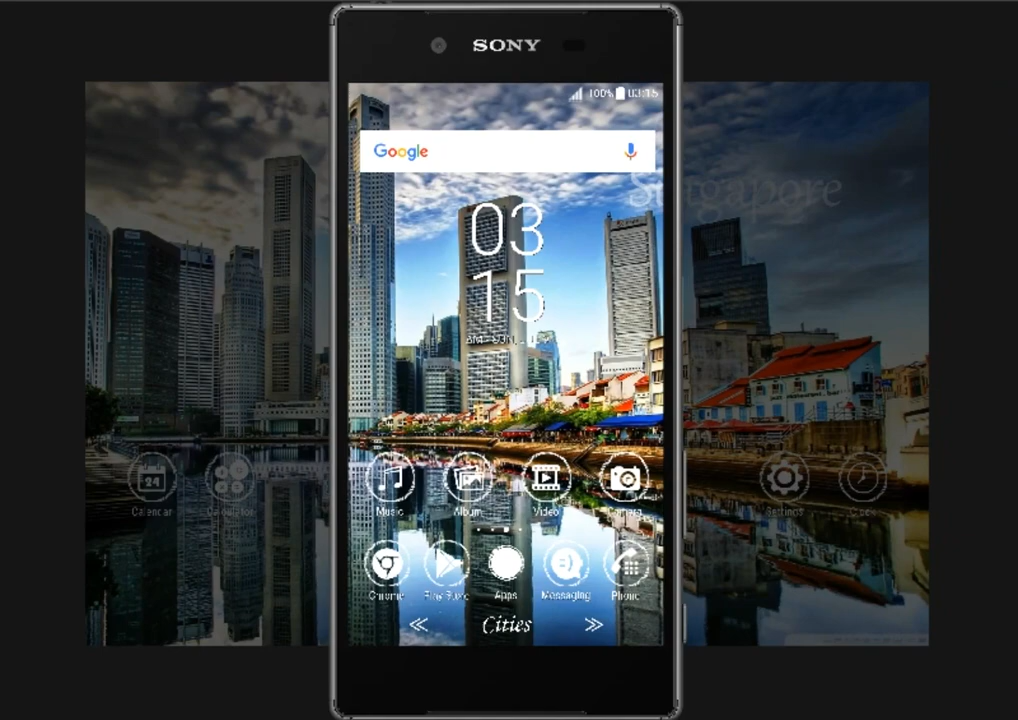 SONY
100% 03:15
Google
Singapore
03
15
24
Calendar Calculator Music Album Video Camera Settings Clock
Chrome Play Store Apps Messaging Phone
« Cities »